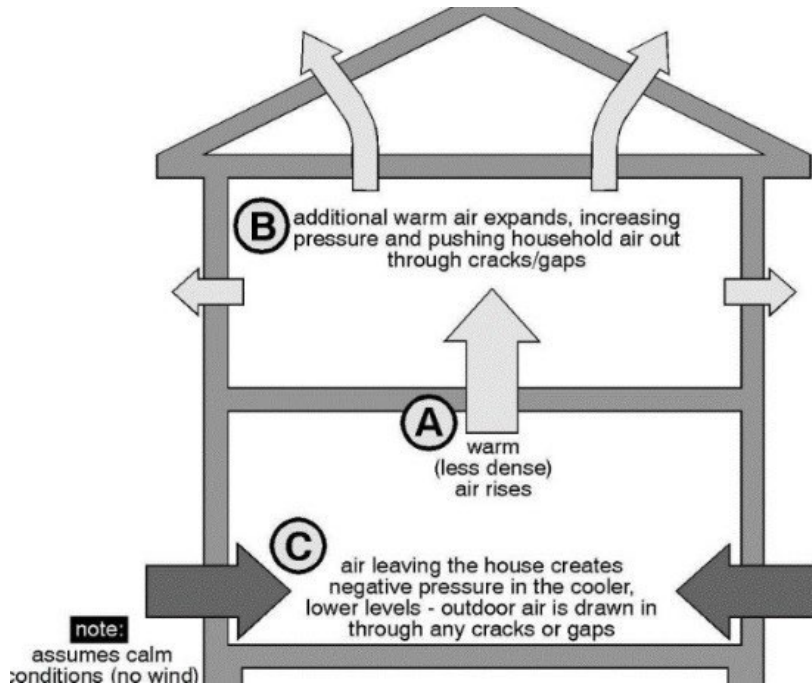 B
additional warm air expands, increasing
pressure and pushing household air out
through cracks/gaps
A
warm
(less dense)
air rises
C
air leaving the house creates
negative pressure in the cooler,
lower levels - outdoor air is drawn in
through any cracks or gaps
note:
assumes calm
conditions (no wind)